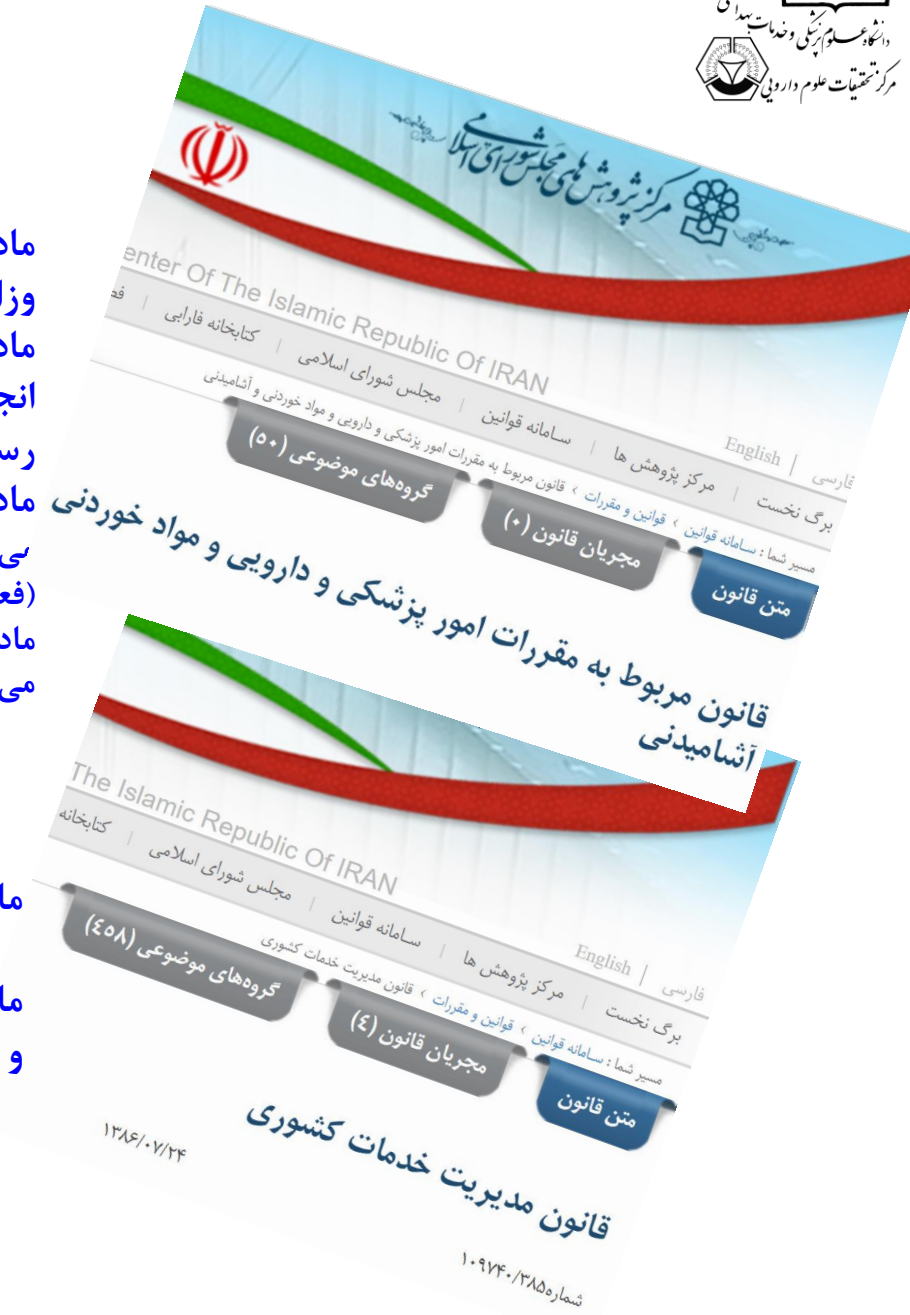 دانشگاه علوم پزشکی و خدمات بهداشتی
مرکز تحقیقات علوم دارویی
مرکز پژوهش های مجلس شورای اسلامی
enter Of The Islamic Republic Of IRAN
فارسی | English
برگ نخست | مرکز پژوهش ها | سامانه قوانین | مجلس شورای اسلامی | کتابخانه فارابی
مسیر شما : سامانه قوانین › قوانین و مقررات › قانون مربوط به مقررات امور پزشکی و دارویی و مواد خوردنی و آشامیدنی
متن قانون
مجریان قانون (۰)
گروه‌های موضوعی (۵۰)
قانون مربوط به مقررات امور پزشکی و دارویی و مواد خوردنی
آشامیدنی
The Islamic Republic Of IRAN
فارسی | English
برگ نخست | مرکز پژوهش ها | سامانه قوانین | مجلس شورای اسلامی | کتابخانه
مسیر شما : سامانه قوانین › قوانین و مقررات › قانون مدیریت خدمات کشوری
متن قانون
مجریان قانون (٤)
گروه‌های موضوعی (٤٥٨)
قانون مدیریت خدمات کشوری
۱۳۸۶/۰۷/۲۴
شماره۱۰۹۷۴۰/۳۸۵